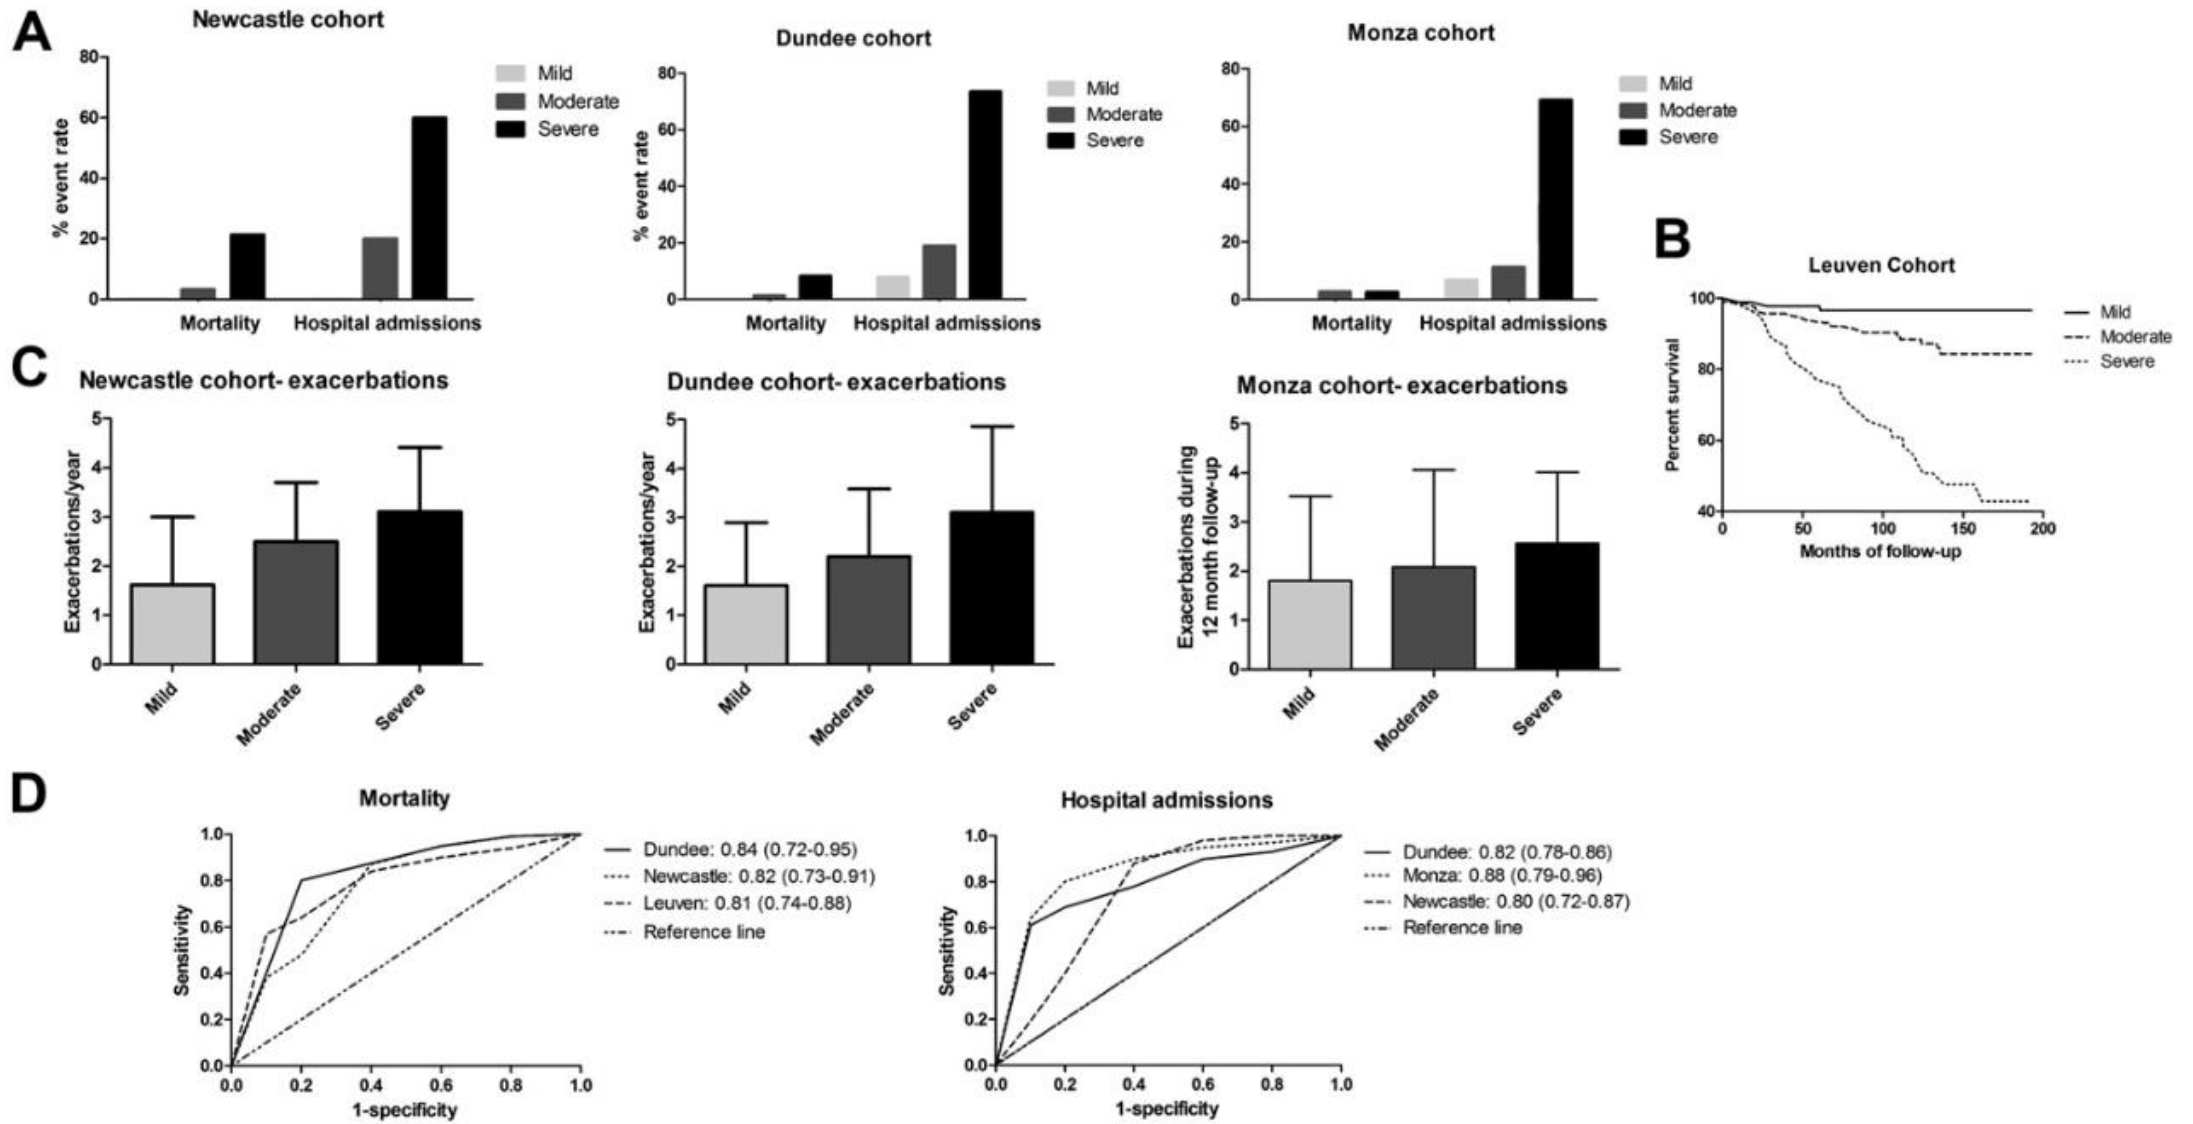 A
Newcastle cohort
80
60
40
20
0
% event rate
Mortality
Hospital admissions
Mild
Moderate
Severe
Dundee cohort
80
60
40
20
0
% event rate
Mortality
Hospital admissions
Mild
Moderate
Severe
Monza cohort
80
60
40
20
0
% event rate
Mortality
Hospital admissions
Mild
Moderate
Severe
B
Leuven Cohort
100
80
60
40
Percent survival
0
50
100
150
200
Months of follow-up
Mild
Moderate
Severe
C
Newcastle cohort- exacerbations
5
4
3
2
1
0
Exacerbations/year
Mild
Moderate
Severe
Dundee cohort- exacerbations
5
4
3
2
1
0
Exacerbations/year
Mild
Moderate
Severe
Monza cohort- exacerbations
5
4
3
2
1
0
Exacerbations during
12 month follow-up
Mild
Moderate
Severe
D
Mortality
1.0
0.8
0.6
0.4
0.2
0.0
Sensitivity
0.0
0.2
0.4
0.6
0.8
1.0
1-specificity
Dundee: 0.84 (0.72-0.95)
Newcastle: 0.82 (0.73-0.91)
Leuven: 0.81 (0.74-0.88)
Reference line
Hospital admissions
1.0
0.8
0.6
0.4
0.2
0.0
Sensitivity
0.0
0.2
0.4
0.6
0.8
1.0
1-specificity
Dundee: 0.82 (0.78-0.86)
Monza: 0.88 (0.79-0.96)
Newcastle: 0.80 (0.72-0.87)
Reference line